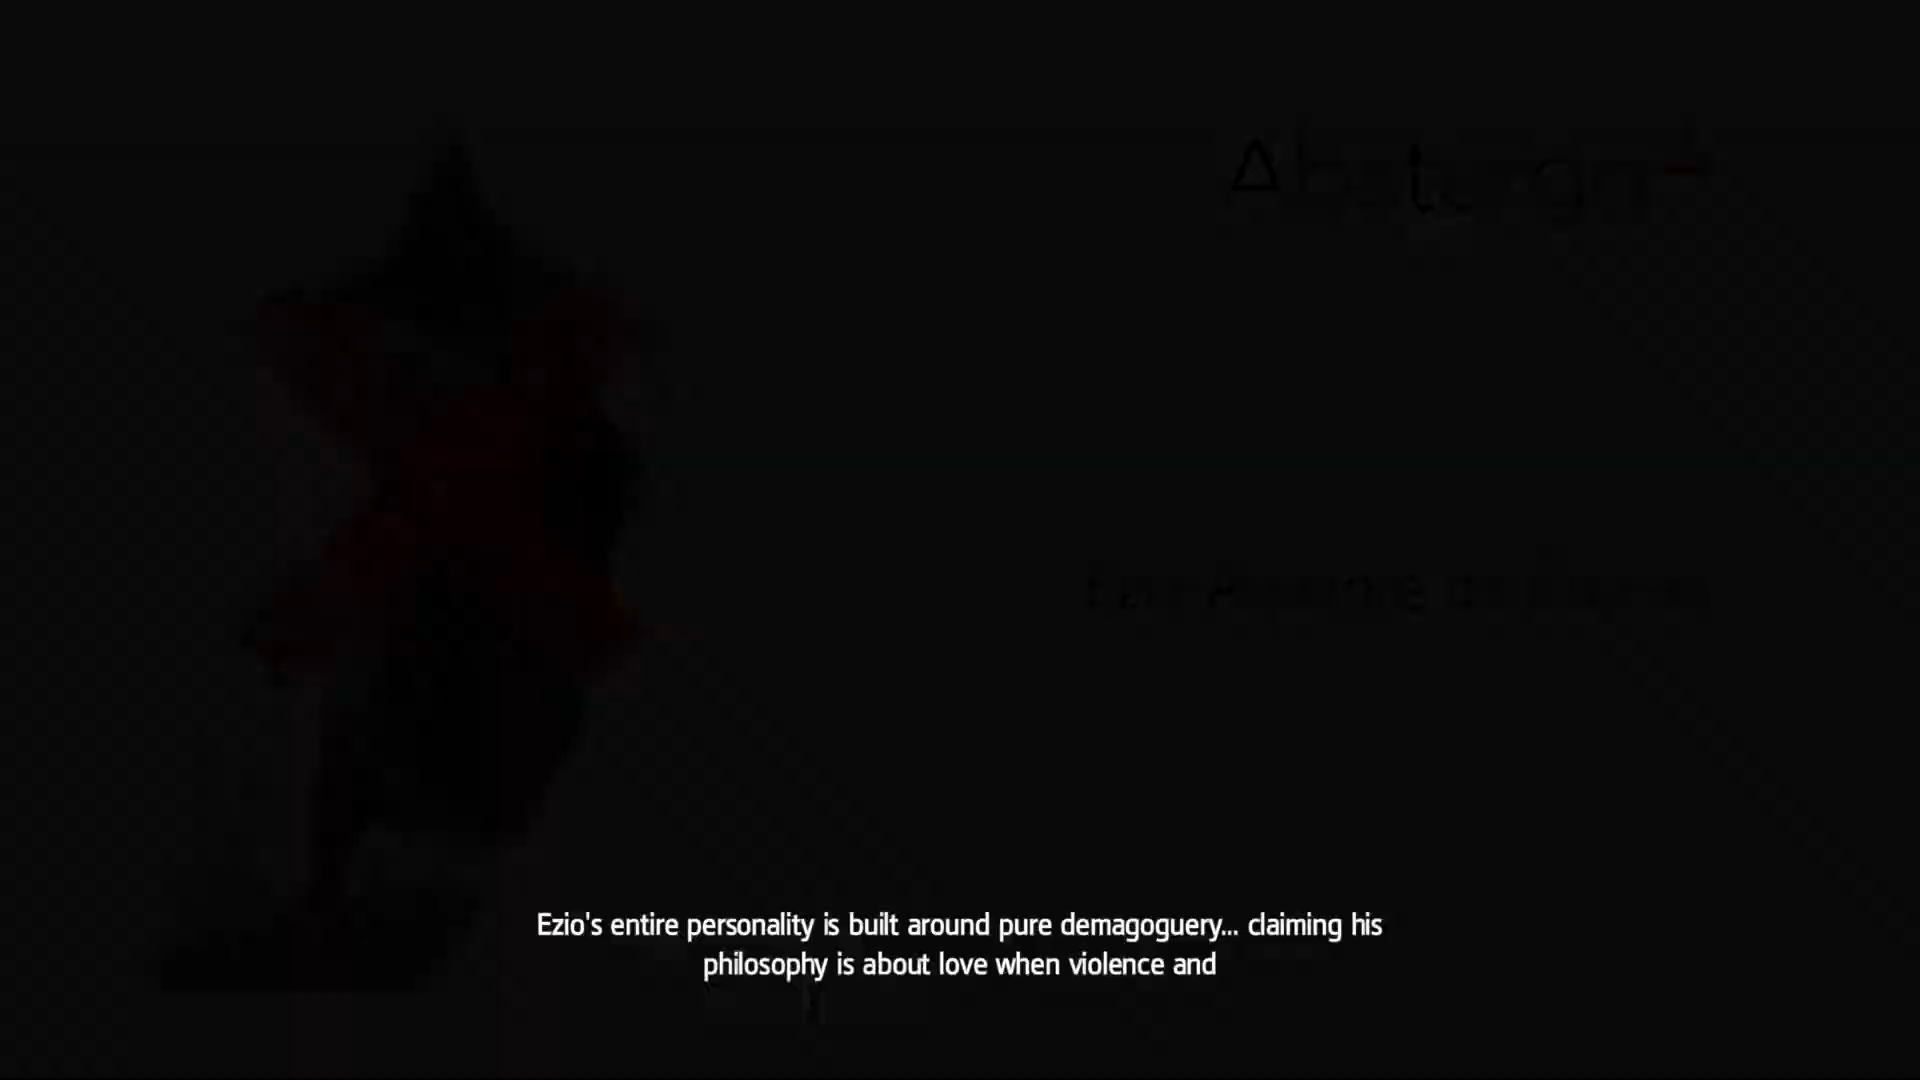 Ezio's entire personality is built around pure demagoguery... claiming his
philosophy is about love when violence and